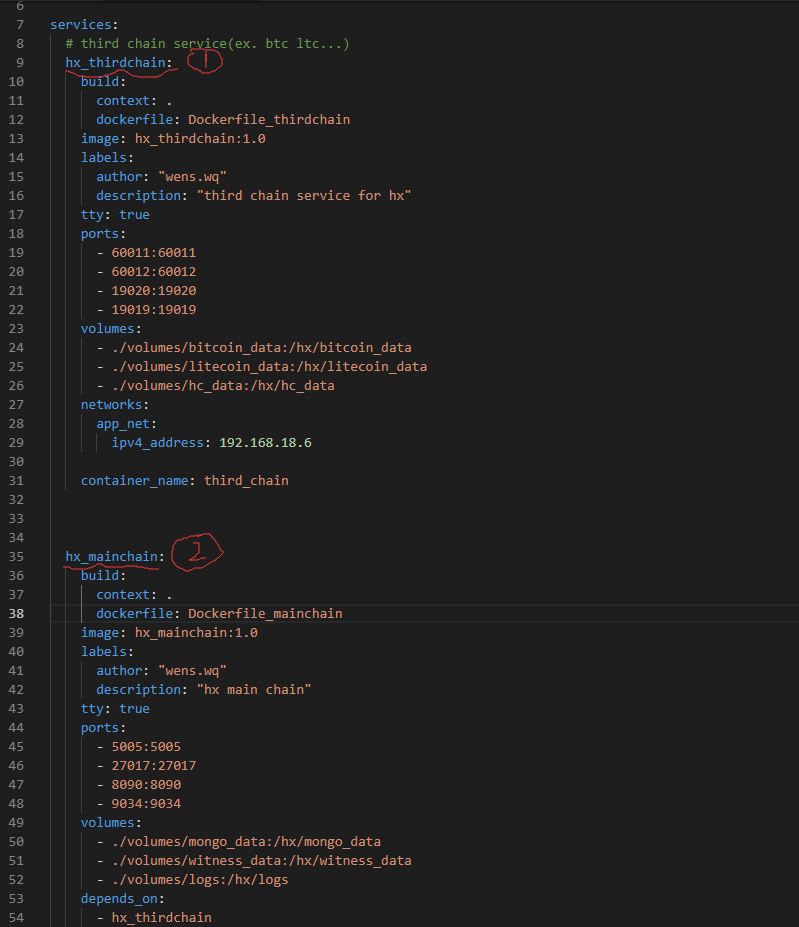 6
7 services:
8 # third chain service(ex. btc ltc...)
9 hx_thirdchain: 1
10 build:
11 context: .
12 dockerfile: Dockerfile_thirdchain
13 image: hx_thirdchain:1.0
14 labels:
15 author: "wens.wq"
16 description: "third chain service for hx"
17 tty: true
18 ports:
19 - 60011:60011
20 - 60012:60012
21 - 19020:19020
22 - 19019:19019
23 volumes:
24 - ./volumes/bitcoin_data:/hx/bitcoin_data
25 - ./volumes/litecoin_data:/hx/litecoin_data
26 - ./volumes/hc_data:/hx/hc_data
27 networks:
28 app_net:
29 ipv4_address: 192.168.18.6
30
31 container_name: third_chain
32
33
34
35 hx_mainchain: 2
36 build:
37 context: .
38 dockerfile: Dockerfile_mainchain
39 image: hx_mainchain:1.0
40 labels:
41 author: "wens.wq"
42 description: "hx main chain"
43 tty: true
44 ports:
45 - 5005:5005
46 - 27017:27017
47 - 8090:8090
48 - 9034:9034
49 volumes:
50 - ./volumes/mongo_data:/hx/mongo_data
51 - ./volumes/witness_data:/hx/witness_data
52 - ./volumes/logs:/hx/logs
53 depends_on:
54 - hx_thirdchain